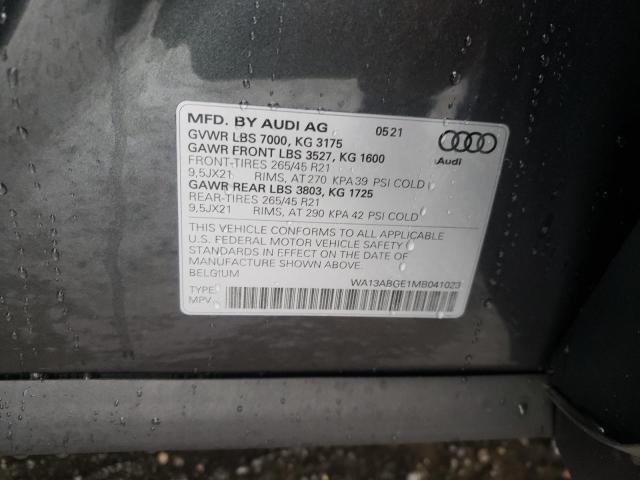 MFD. BY AUDI AG 05.21
GVWR LBS 7000, KG 3175
GAWR FRONT LBS 3527, KG 1600
FRONT-TIRES 265/45 R21
9,5JX21 RIMS, AT 270 KPA 39 PSI COLD
GAWR REAR LBS 3803, KG 1725
REAR-TIRES 265/45 R21
9,5JX21 RIMS, AT 290 KPA 42 PSI COLD
Audi
THIS VEHICLE CONFORMS TO ALL APPLICABLE
U.S. FEDERAL MOTOR VEHICLE SAFETY
STANDARDS IN EFFECT ON THE DATE OF
MANUFACTURE SHOWN ABOVE.
BELGIUM
WA13ABGE1MB041023
TYPE:
MPV